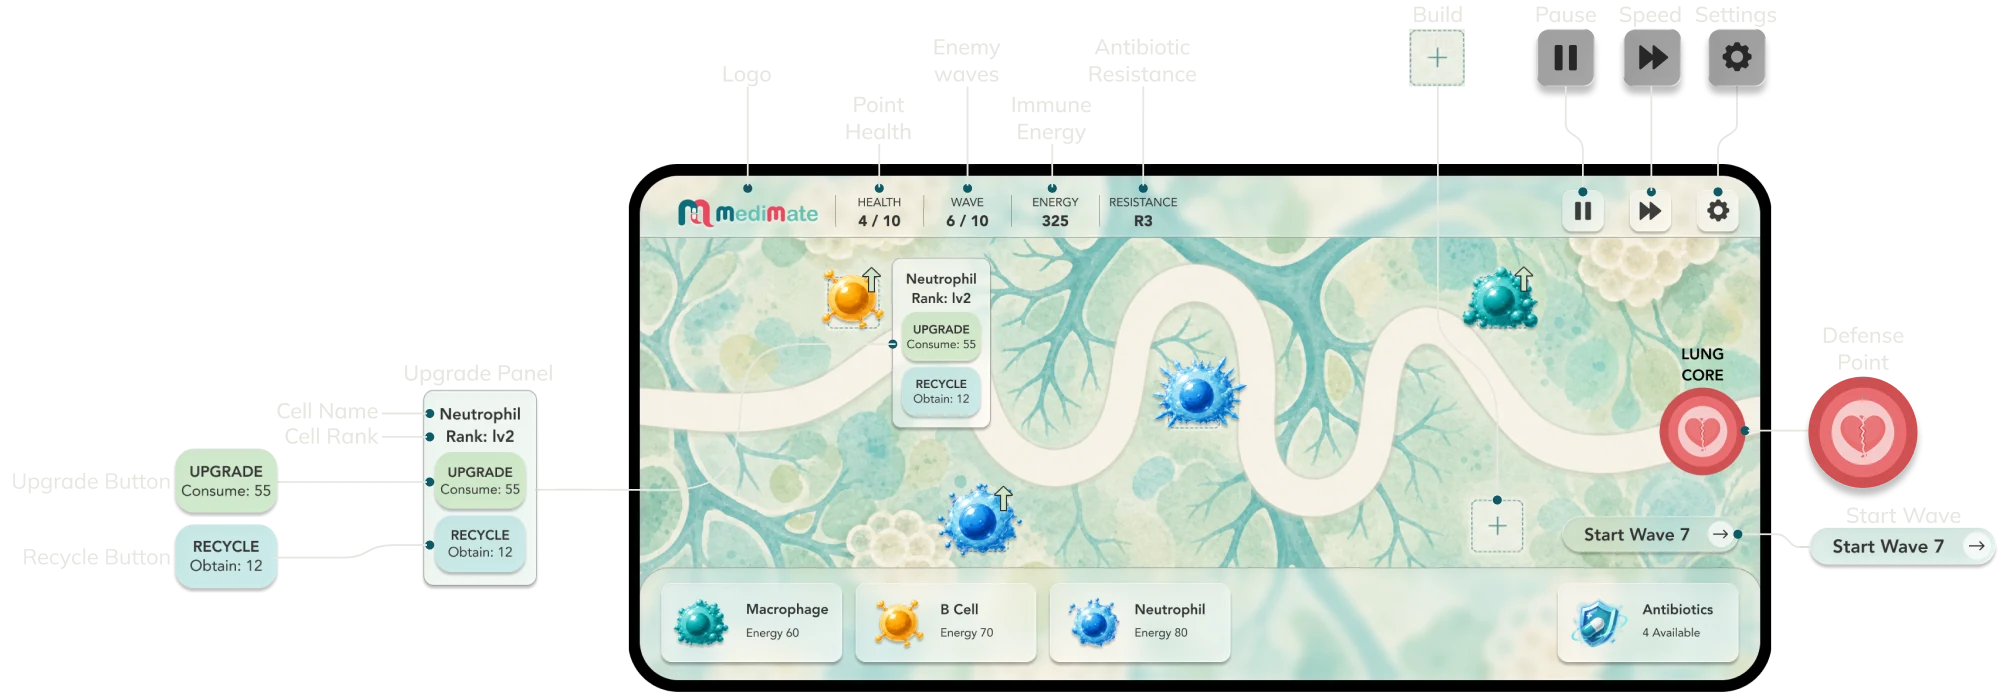 Build
Pause
Speed
Settings
Enemy
waves
Antibiotic
Resistance
Logo
Point
Health
Immune
Energy
medimate
HEALTH
4 / 10
WAVE
6 / 10
ENERGY
325
RESISTANCE
R3
Neutrophil
Rank: lv2
UPGRADE
Consume: 55
RECYCLE
Obtain: 12
LUNG
CORE
Defense
Point
Upgrade Panel
Cell Name
Cell Rank
Neutrophil
Rank: lv2
UPGRADE
Consume: 55
RECYCLE
Obtain: 12
Upgrade Button
UPGRADE
Consume: 55
Recycle Button
RECYCLE
Obtain: 12
Start Wave 7
Start Wave
Start Wave 7
Macrophage
Energy 60
B Cell
Energy 70
Neutrophil
Energy 80
Antibiotics
4 Available